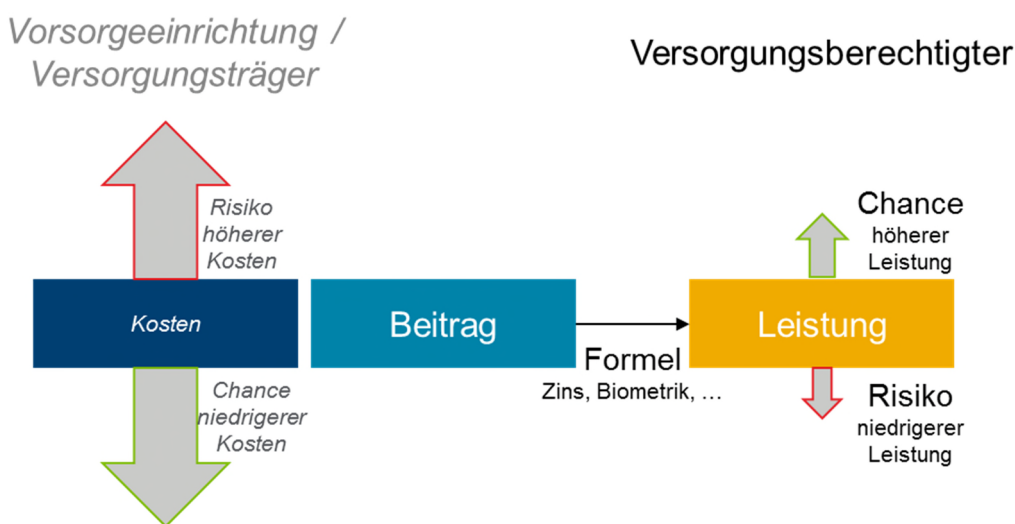 Vorsorgeeinrichtung /
Versorgungsträger
Versorgungsberechtigter
Risiko
höherer
Kosten
Chance
höherer
Leistung
Kosten
Beitrag
Leistung
Formel
Zins, Biometrik, …
Chance
niedrigerer
Kosten
Risiko
niedrigerer
Leistung